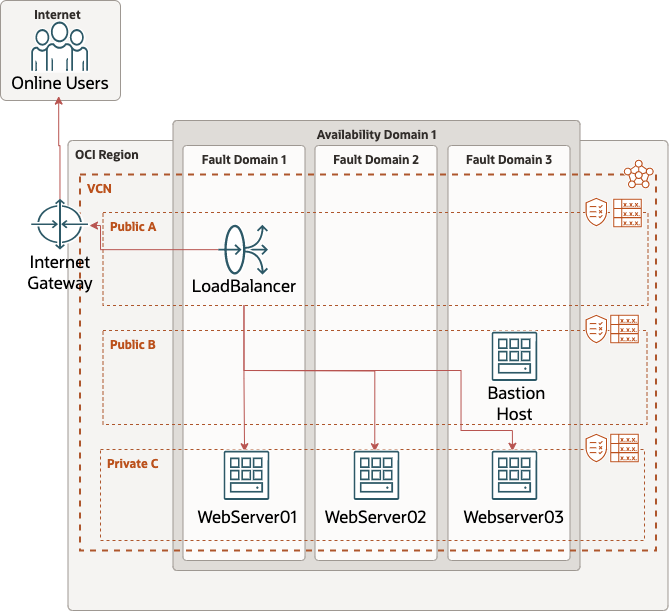 Internet
Online Users
Availability Domain 1
OCI Region
Fault Domain 1
Fault Domain 2
Fault Domain 3
VCN
Public A
x.x.x.
x.x.x.
x.x.x.
Internet
Gateway
LoadBalancer
Public B
x.x.x.
x.x.x.
x.x.x.
Bastion
Host
Private C
x.x.x.
x.x.x.
x.x.x.
WebServer01
WebServer02
Webserver03